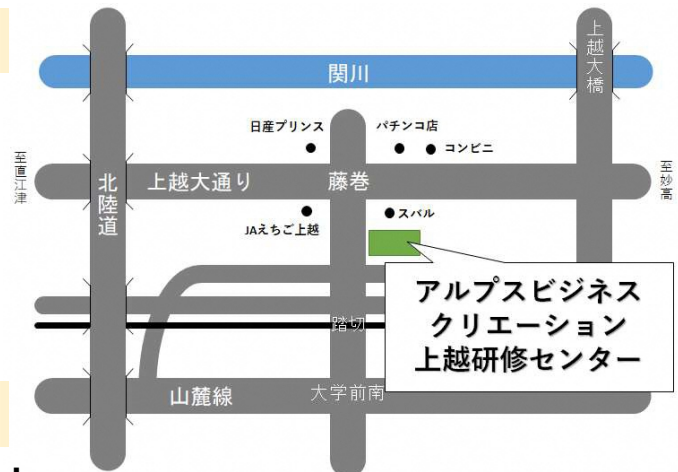 上越大橋
関川
日産プリンス
パチンコ店
コンビニ
至直江津
北陸道
上越大通り
藤巻
至妙高
JAえちご上越
スバル
アルプスビジネス
クリエーション
上越研修センター
踏切
山麓線
大学前南